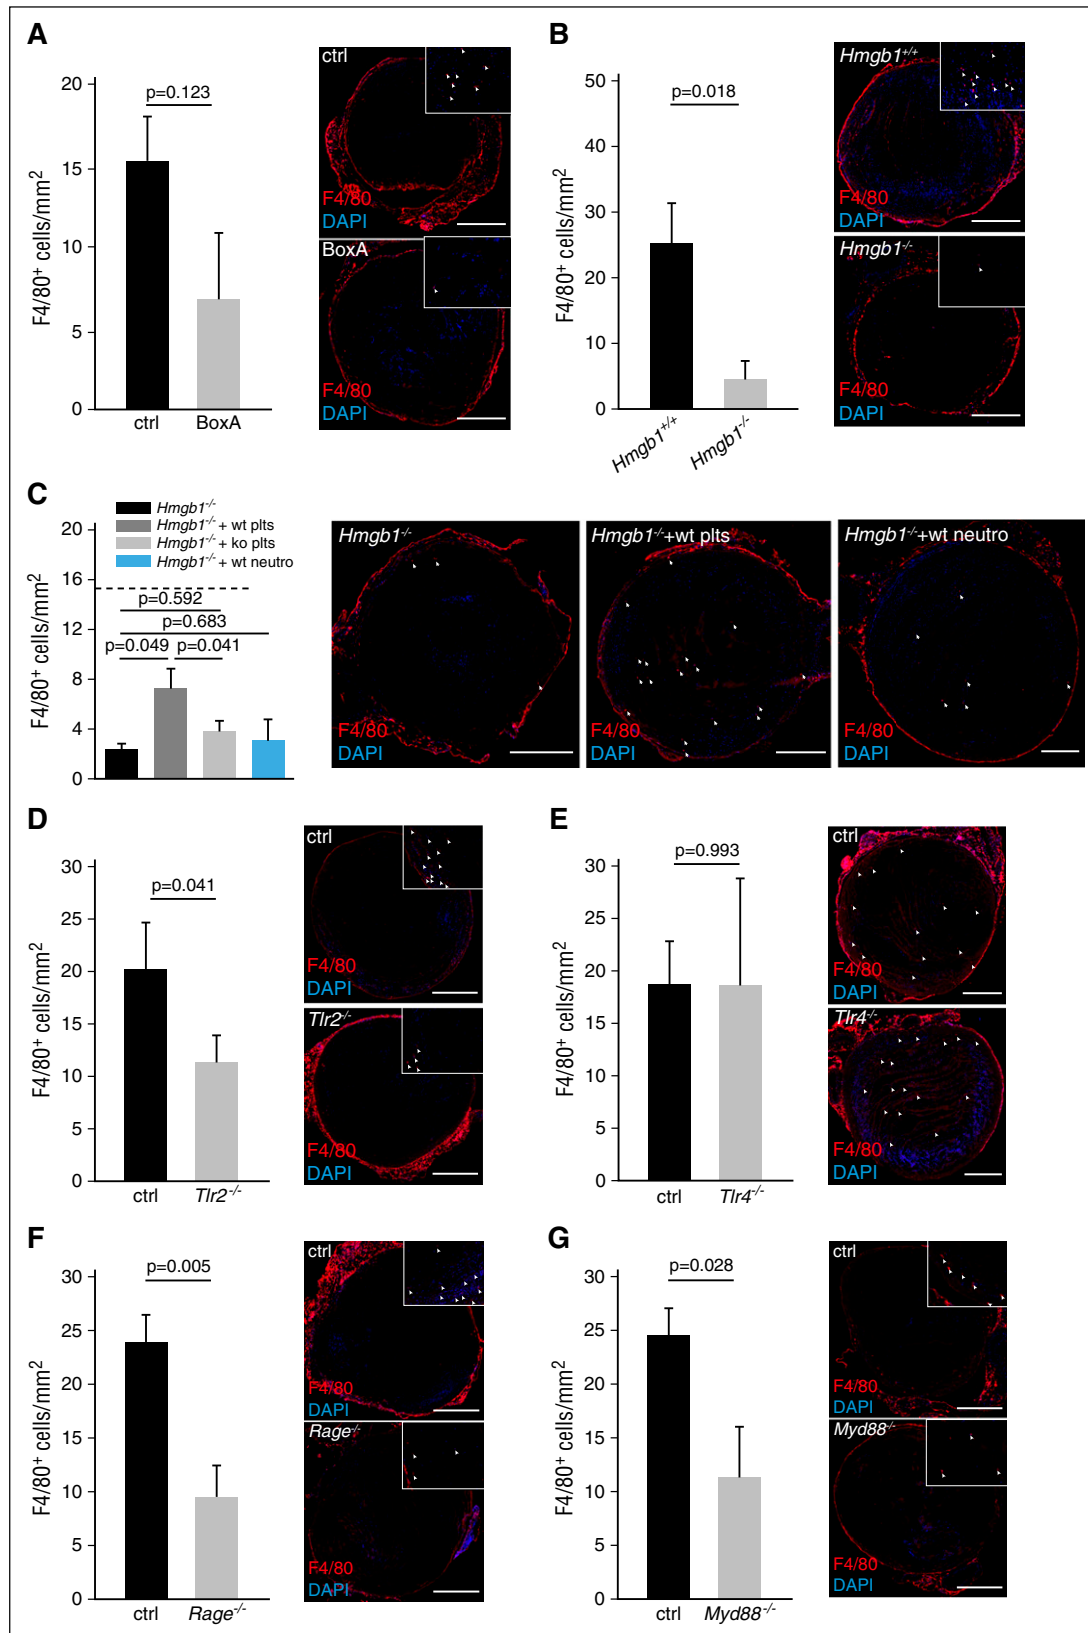 A
20
15
10
5
0
F4/80⁺ cells/mm²
p=0.123
ctrl
BoxA
ctrl
F4/80
DAPI
BoxA
F4/80
DAPI
B
50
40
30
20
10
0
F4/80⁺ cells/mm²
p=0.018
Hmgb1⁺/⁺
Hmgb1⁻/⁻
Hmgb1⁺/⁺
F4/80
DAPI
Hmgb1⁻/⁻
F4/80
DAPI
C
Hmgb1⁻/⁻
Hmgb1⁻/⁻ + wt plts
Hmgb1⁻/⁻ + ko plts
Hmgb1⁻/⁻ + wt neutro
20
16
12
8
4
0
F4/80⁺ cells/mm²
p=0.592
p=0.683
p=0.049
p=0.041
Hmgb1⁻/⁻
F4/80
DAPI
Hmgb1⁻/⁻+wt plts
F4/80
DAPI
Hmgb1⁻/⁻+wt neutro
F4/80
DAPI
D
30
25
20
15
10
5
0
F4/80⁺ cells/mm²
p=0.041
ctrl
Tlr2⁻/⁻
ctrl
F4/80
DAPI
Tlr2⁻/⁻
F4/80
DAPI
E
30
25
20
15
10
5
0
F4/80⁺ cells/mm²
p=0.993
ctrl
Tlr4⁻/⁻
ctrl
F4/80
DAPI
Tlr4⁻/⁻
F4/80
DAPI
F
30
25
20
15
10
5
0
F4/80⁺ cells/mm²
p=0.005
ctrl
Rage⁻/⁻
ctrl
F4/80
DAPI
Rage⁻/⁻
F4/80
DAPI
G
30
25
20
15
10
5
0
F4/80⁺ cells/mm²
p=0.028
ctrl
Myd88⁻/⁻
ctrl
F4/80
DAPI
Myd88⁻/⁻
F4/80
DAPI